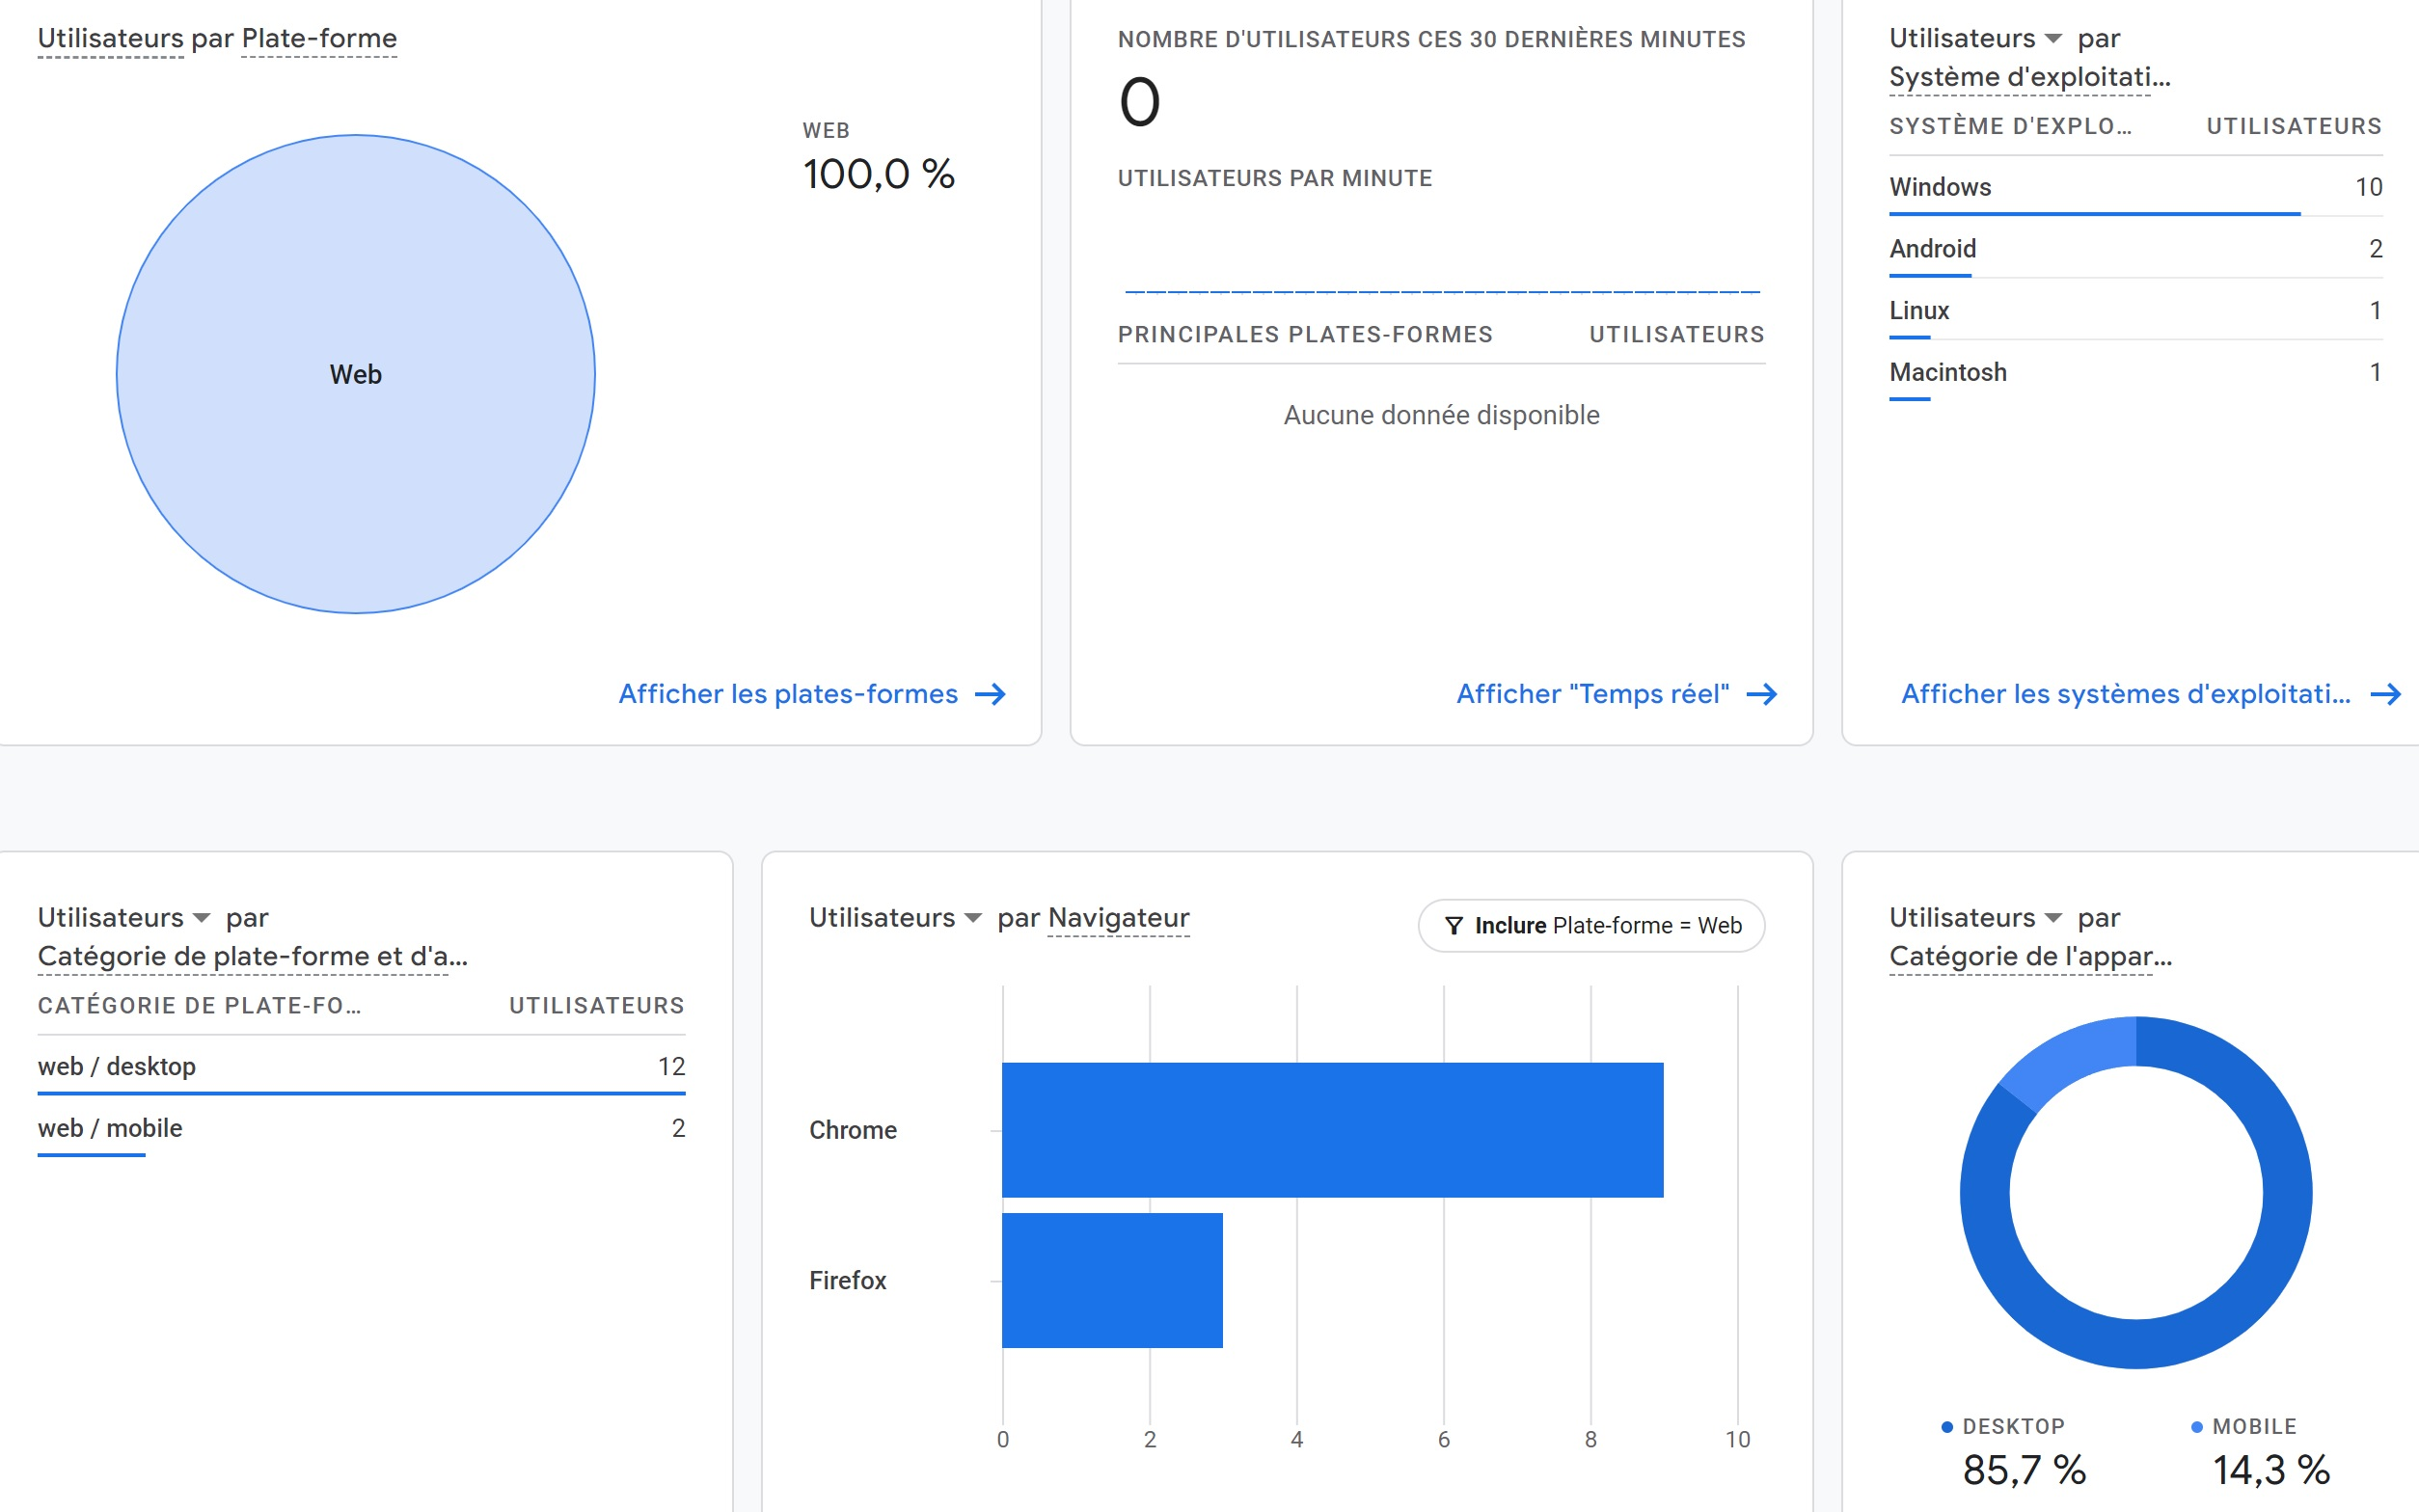 Utilisateurs par Plate-forme
WEB
100,0 %
Web
Afficher les plates-formes
NOMBRE D'UTILISATEURS CES 30 DERNIÈRES MINUTES
0
UTILISATEURS PAR MINUTE
PRINCIPALES PLATES-FORMES UTILISATEURS
Aucune donnée disponible
Afficher "Temps réel"
Utilisateurs par
Système d'exploitati...
SYSTÈME D'EXPLO... UTILISATEURS
Windows 10
Android 2
Linux 1
Macintosh 1
Afficher les systèmes d'exploitati...
Utilisateurs par
Catégorie de plate-forme et d'a...
CATÉGORIE DE PLATE-FO... UTILISATEURS
web / desktop 12
web / mobile 2
Utilisateurs par Navigateur
Inclure Plate-forme = Web
Chrome
Firefox
0 2 4 6 8 10
Utilisateurs par
Catégorie de l'appar...
DESKTOP MOBILE
85,7 % 14,3 %